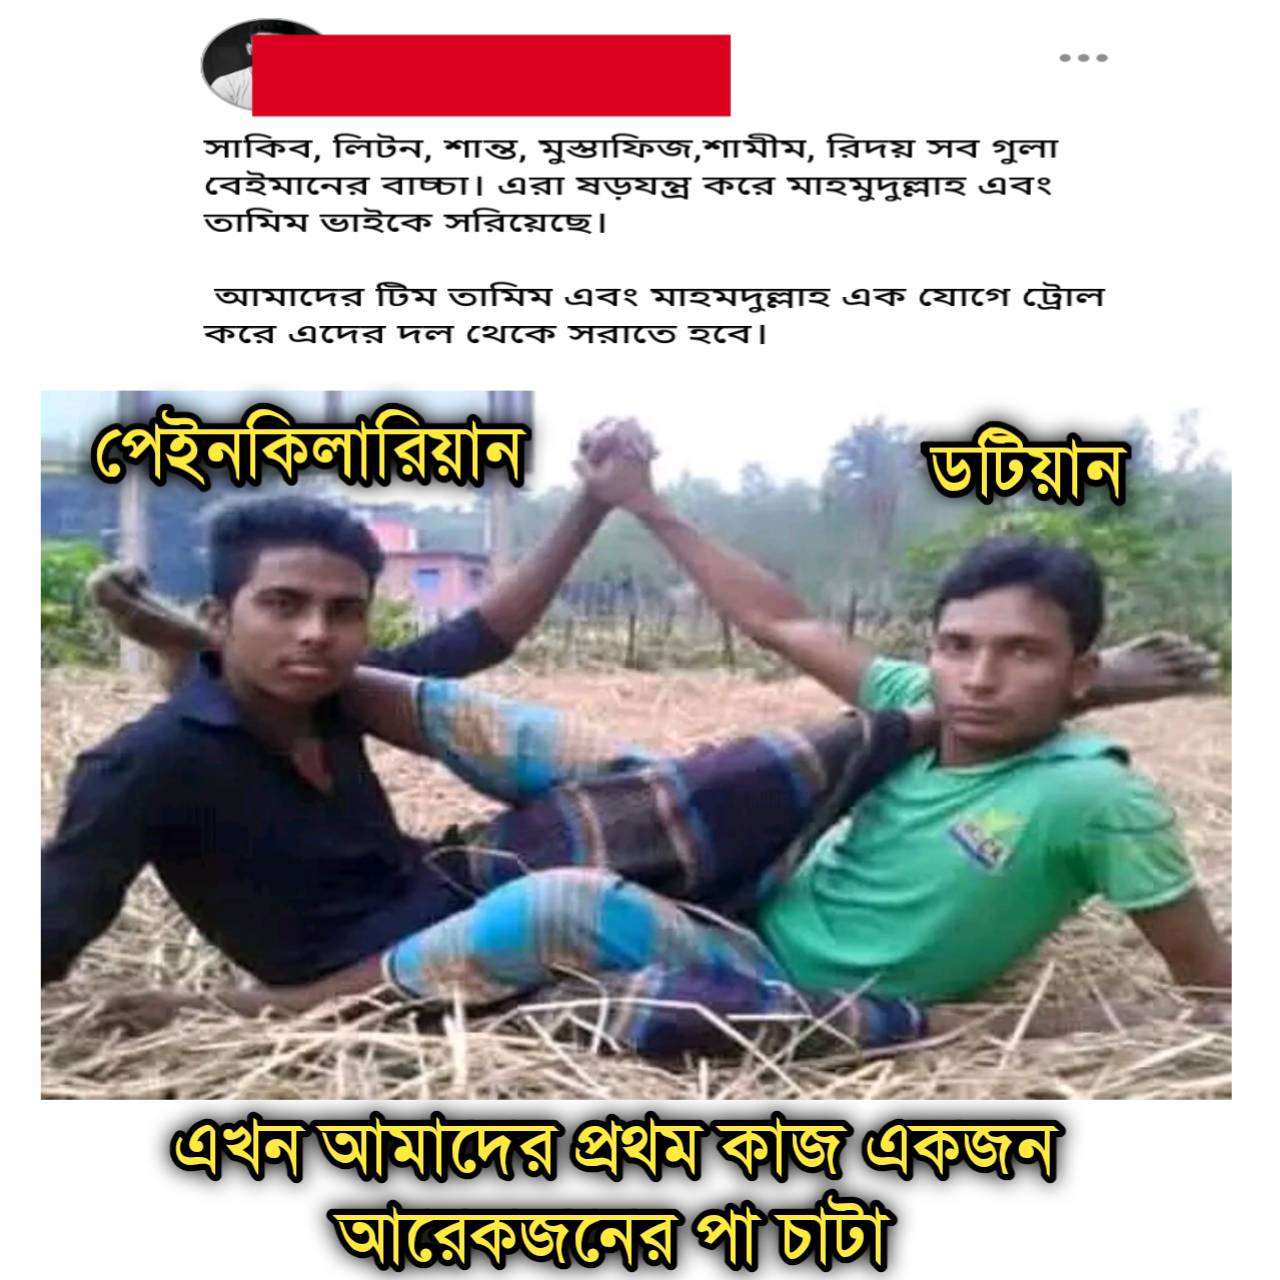 সাকিব, লিটন, শান্ত, মুস্তাফিজ,শামীম, রিদয় সব গুলা
বেইমানের বাচ্চা। এরা ষড়যন্ত্র করে মাহমুদুল্লাহ এবং
তামিম ভাইকে সরিয়েছে।
আমাদের টিম তামিম এবং মাহমদুল্লাহ এক যোগে ট্রোল
করে এদের দল থেকে সরাতে হবে।
পেইনকিলারিয়ান
ডটিয়ান
এখন আমাদের প্রথম কাজ একজন
আরেকজনের পা চাটা